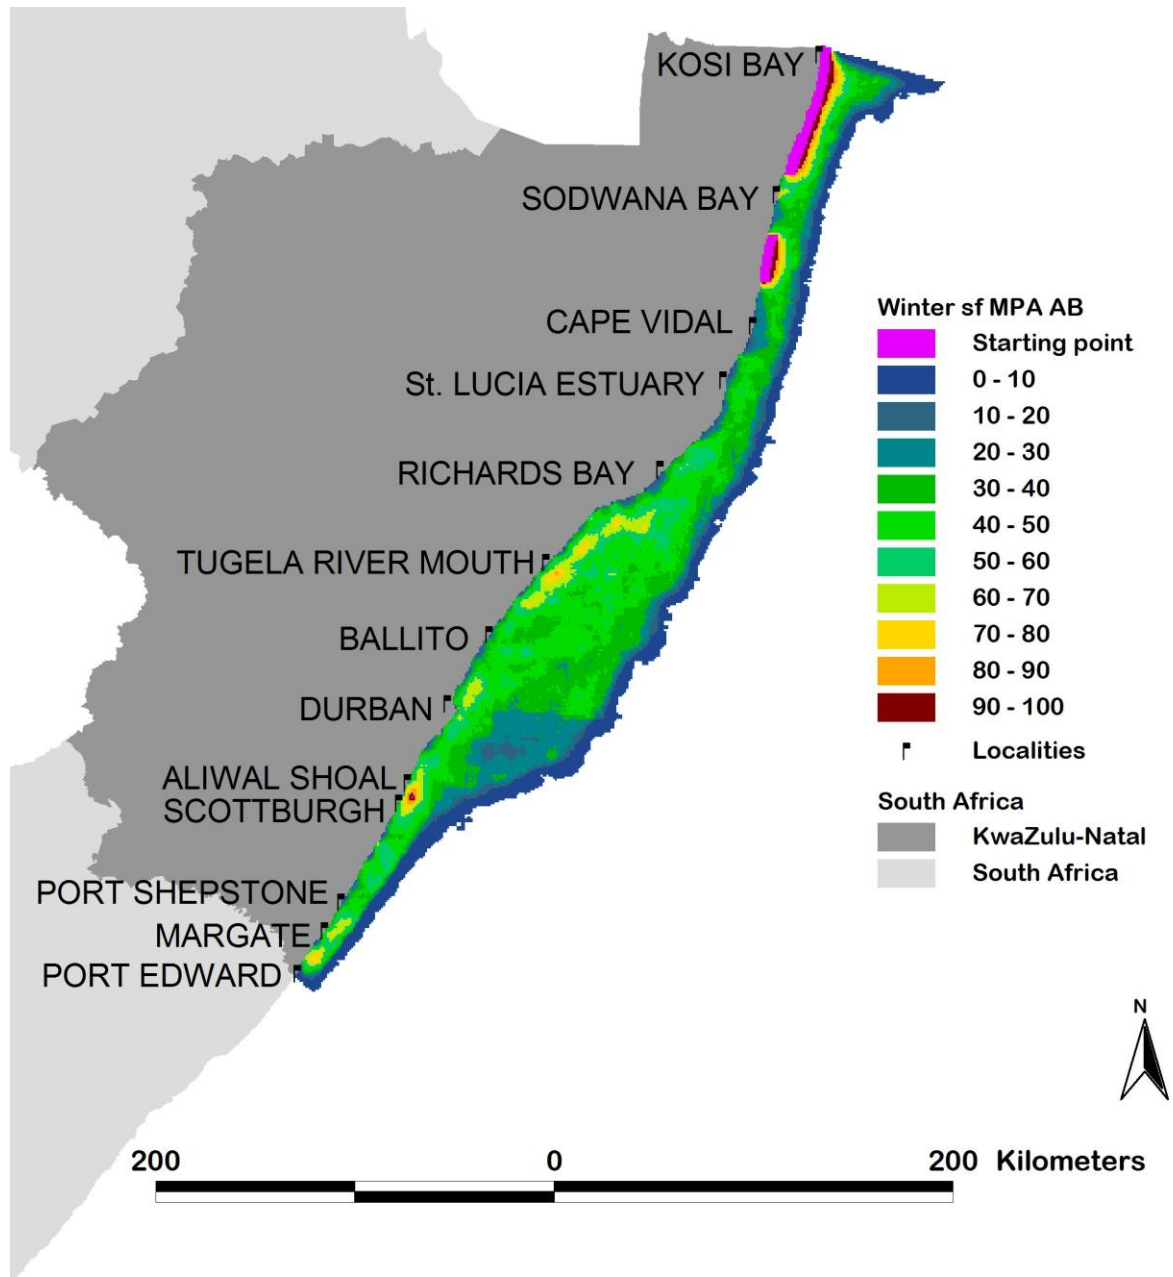 KOSI BAY
SODWANA BAY
CAPE VIDAL
St. LUCIA ESTUARY
RICHARDS BAY
TUGELA RIVER MOUTH
BALLITO
DURBAN
ALIWAL SHOAL
SCOTTBURGH
PORT SHEPSTONE
MARGATE
PORT EDWARD
Winter sf MPA AB
Starting point
0 - 10
10 - 20
20 - 30
30 - 40
40 - 50
50 - 60
60 - 70
70 - 80
80 - 90
90 - 100
Localities
South Africa
KwaZulu-Natal
South Africa
N
200 0 200 Kilometers